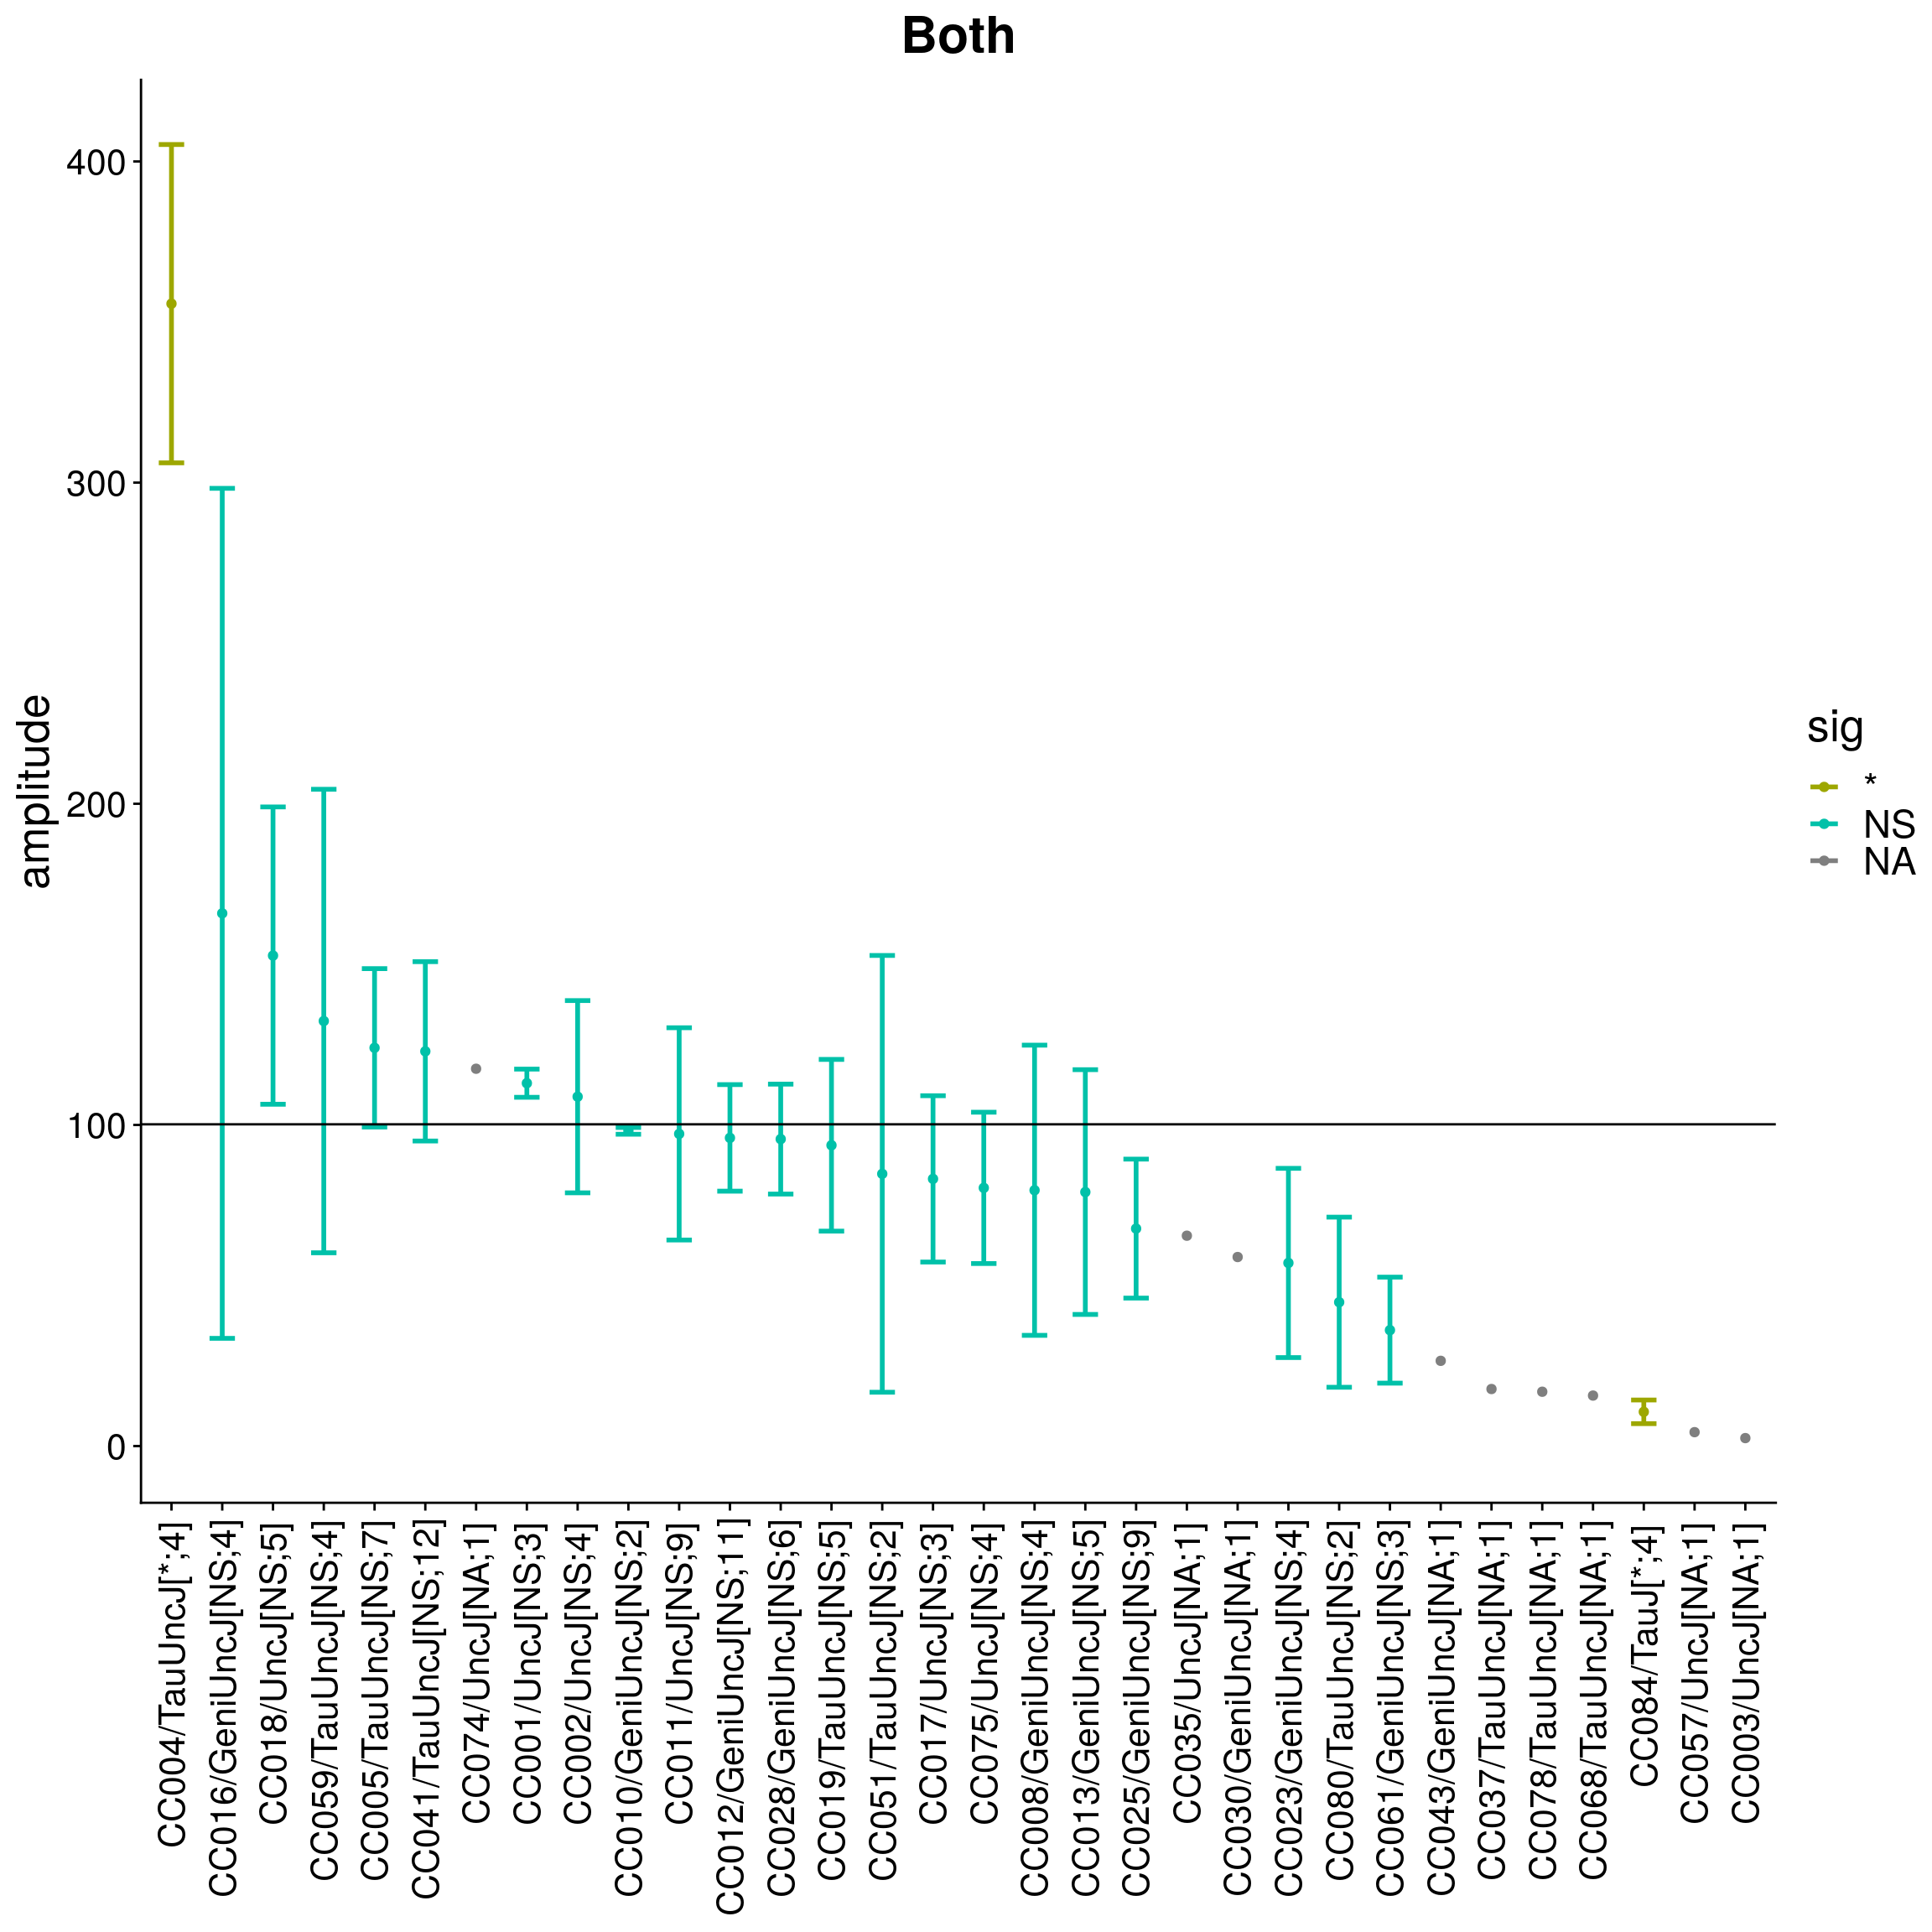 Both
amplitude
400
300
200
100
0
sig
*
NS
NA
CC004/TauUncJ[*;4]
CC016/GeniUncJ[NS;4]
CC018/UncJ[NS;5]
CC059/TauUncJ[NS;4]
CC005/TauUncJ[NS;7]
CC041/TauUncJ[NS;12]
CC074/UncJ[NA;1]
CC001/UncJ[NS;3]
CC002/UncJ[NS;4]
CC010/GeniUncJ[NS;2]
CC011/UncJ[NS;9]
CC012/GeniUncJ[NS;11]
CC028/GeniUncJ[NS;6]
CC019/TauUncJ[NS;5]
CC051/TauUncJ[NS;2]
CC017/UncJ[NS;3]
CC075/UncJ[NS;4]
CC008/GeniUncJ[NS;4]
CC013/GeniUncJ[NS;5]
CC025/GeniUncJ[NS;9]
CC035/UncJ[NA;1]
CC030/GeniUncJ[NA;1]
CC023/GeniUncJ[NS;4]
CC080/TauUncJ[NS;2]
CC061/GeniUncJ[NS;3]
CC043/GeniUncJ[NA;1]
CC037/TauUncJ[NA;1]
CC078/TauUncJ[NA;1]
CC068/TauUncJ[NA;1]
CC084/TauJ[*;4]
CC057/UncJ[NA;1]
CC003/UncJ[NA;1]